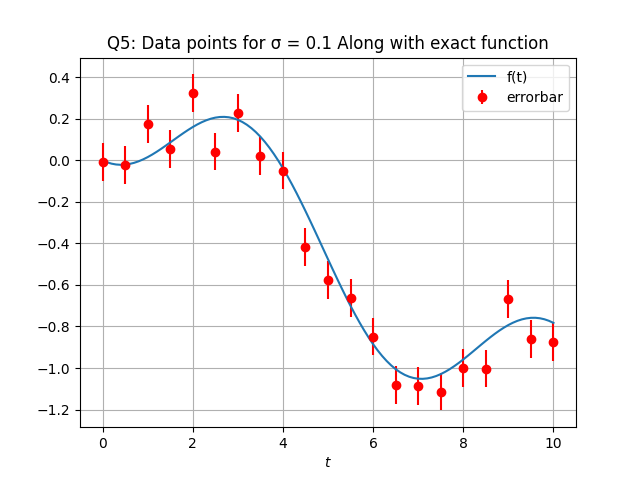 Q5: Data points for σ = 0.1 Along with exact function
f(t)
errorbar
0.4
0.2
0.0
−0.2
−0.4
−0.6
−0.8
−1.0
−1.2
0 2 4 6 8 10
t